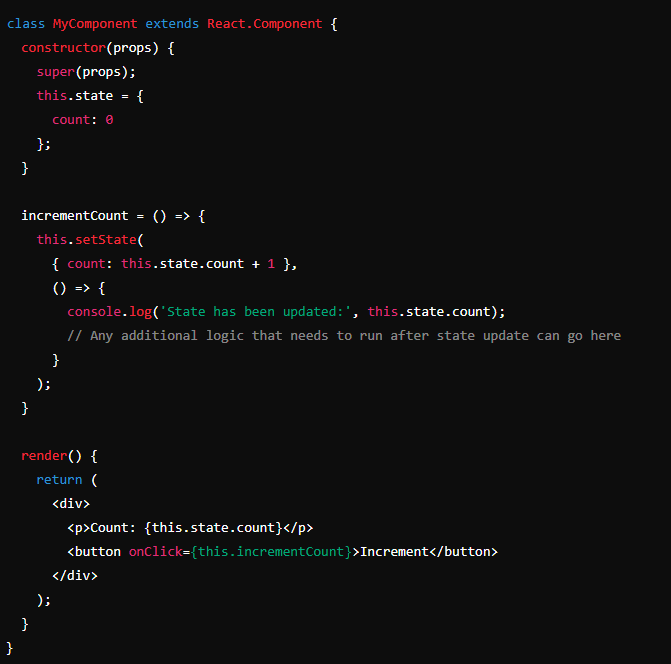 class MyComponent extends React.Component {
  constructor(props) {
    super(props);
    this.state = {
      count: 0
    };
  }

  incrementCount = () => {
    this.setState(
      { count: this.state.count + 1 },
      () => {
        console.log('State has been updated:', this.state.count);
        // Any additional logic that needs to run after state update can go here
      }
    );
  }

  render() {
    return (
      <div>
        <p>Count: {this.state.count}</p>
        <button onClick={this.incrementCount}>Increment</button>
      </div>
    );
  }
}